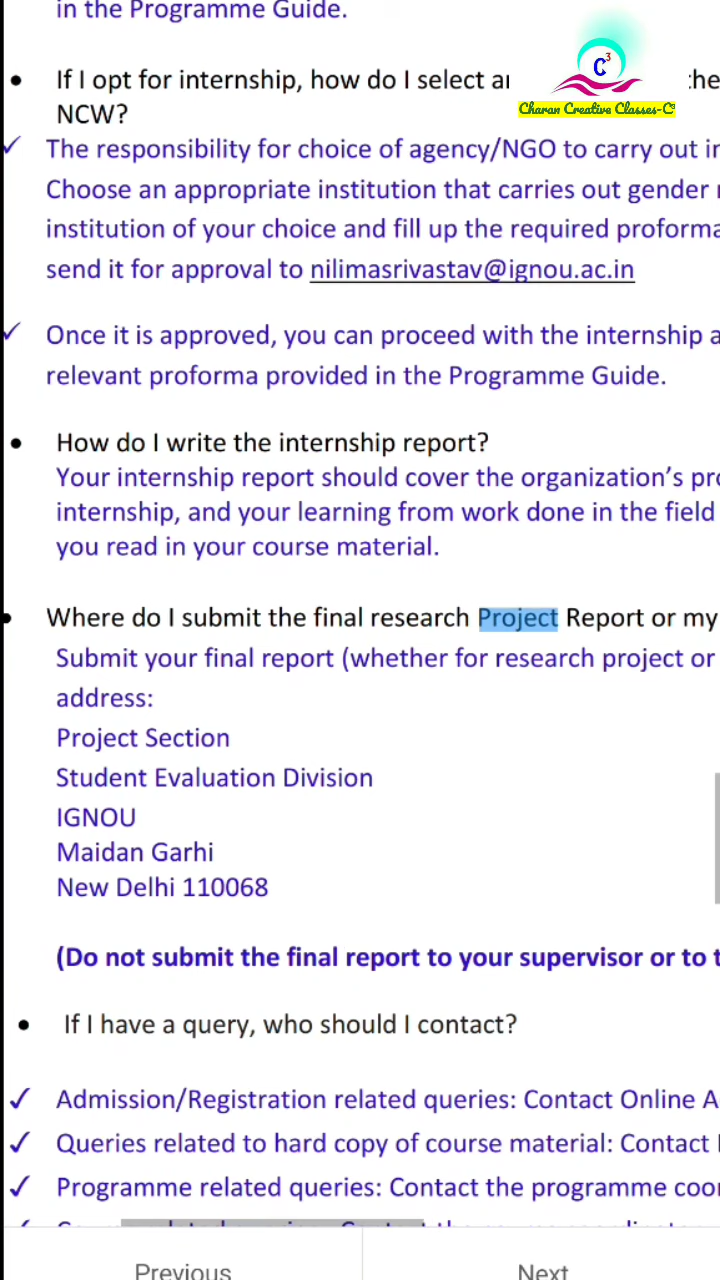 in the Programme Guide.
C3
Charan Creative Classes-C3
• If I opt for internship, how do I select
NCW?
✓ The responsibility for choice of agency/NGO to carry out
Choose an appropriate institution that carries out gender
institution of your choice and fill up the required proforma
send it for approval to nilimasrivastav@ignou.ac.in
✓ Once it is approved, you can proceed with the internship
relevant proforma provided in the Programme Guide.
• How do I write the internship report?
Your internship report should cover the organization's
internship, and your learning from work done in the field
you read in your course material.
• Where do I submit the final research Project Report or my
Submit your final report (whether for research project or
address:
Project Section
Student Evaluation Division
IGNOU
Maidan Garhi
New Delhi 110068
(Do not submit the final report to your supervisor or to
• If I have a query, who should I contact?
✓ Admission/Registration related queries: Contact Online
✓ Queries related to hard copy of course material: Contact
✓ Programme related queries: Contact the programme
Previous
Next